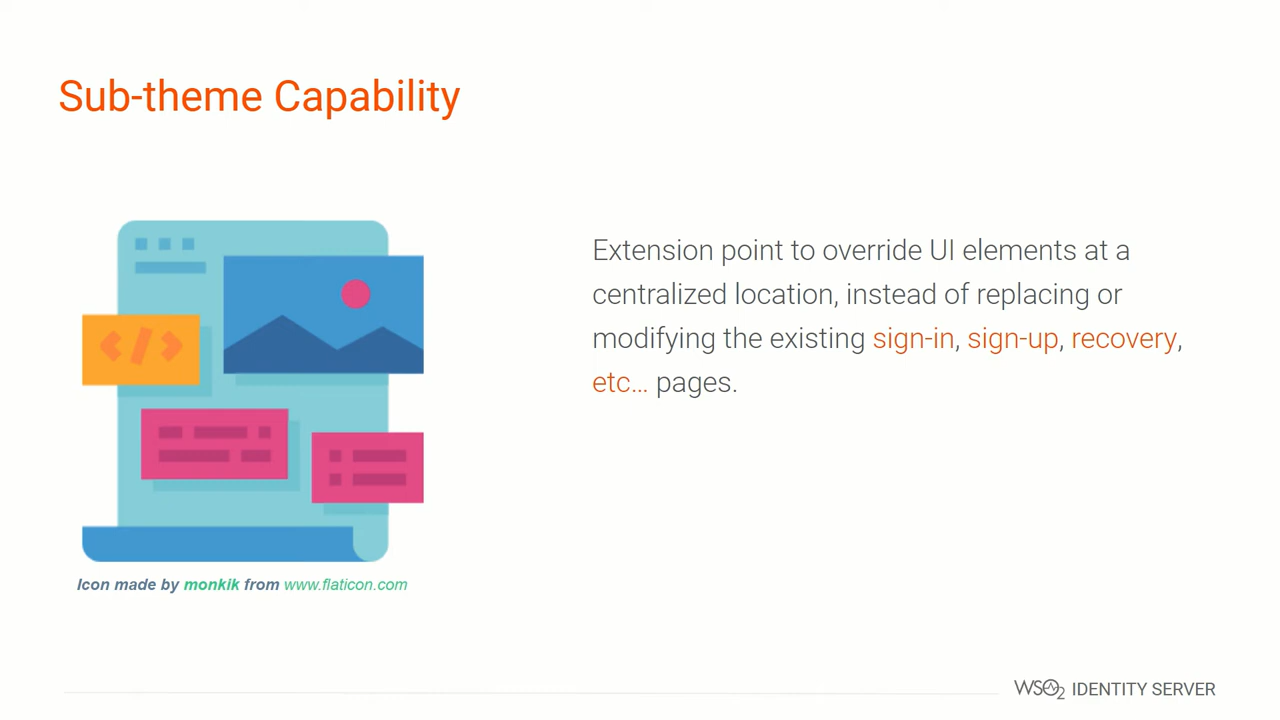 Sub-theme Capability
Extension point to override UI elements at a
centralized location, instead of replacing or
modifying the existing sign-in, sign-up, recovery,
etc... pages.
</>
Icon made by monkik from www.flaticon.com
WSO2 IDENTITY SERVER